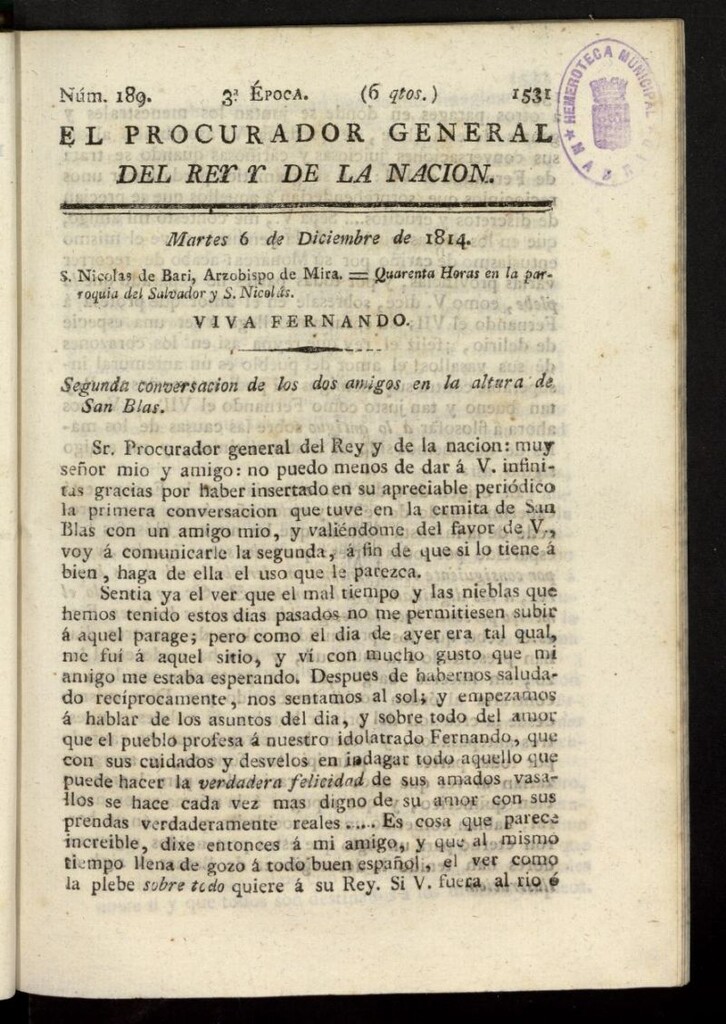 Núm. 189. 3ª ÉPOCA. (6 qtos.) 1531
EL PROCURADOR GENERAL
DEL REY Y DE LA NACION.
Martes 6 de Diciembre de 1814.
S. Nicolas de Bari, Arzobispo de Mira. = Quarenta Horas en la par-
roquia del Salvador y S. Nicolás.
VIVA FERNANDO.
Segunda conversacion de los dos amigos en la altura de
San Blas.
Sr. Procurador general del Rey y de la nacion: muy
señor mio y amigo: no puedo menos de dar á V. infini-
tas gracias por haber insertado en su apreciable periódico
la primera conversacion que tuve en la ermita de San
Blas con un amigo mio, y valiéndome del favor de V.,
voy á comunicarle la segunda, á fin de que si lo tiene á
bien, haga de ella el uso que le parezca.
Sentia ya el ver que el mal tiempo y las nieblas que
hemos tenido estos dias pasados no me permitiesen subir
á aquel parage; pero como el dia de ayer era tal qual,
me fuí á aquel sitio, y ví con mucho gusto que mi
amigo me estaba esperando. Despues de habernos saluda-
do recíprocamente, nos sentamos al sol; y empezamos
á hablar de los asuntos del dia, y sobre todo del amor
que el pueblo profesa á nuestro idolatrado Fernando, que
con sus cuidados y desvelos en indagar todo aquello que
puede hacer la verdadera felicidad de sus amados vasa-
llos se hace cada vez mas digno de su amor con sus
prendas verdaderamente reales ..... Es cosa que parece
increible, dixe entonces á mi amigo, y que al mismo
tiempo llena de gozo á todo buen español, el ver como
la plebe sobre todo quiere á su Rey. Si V. fuera al rio é
HEMEROTECA MUNICIPAL
MADRID